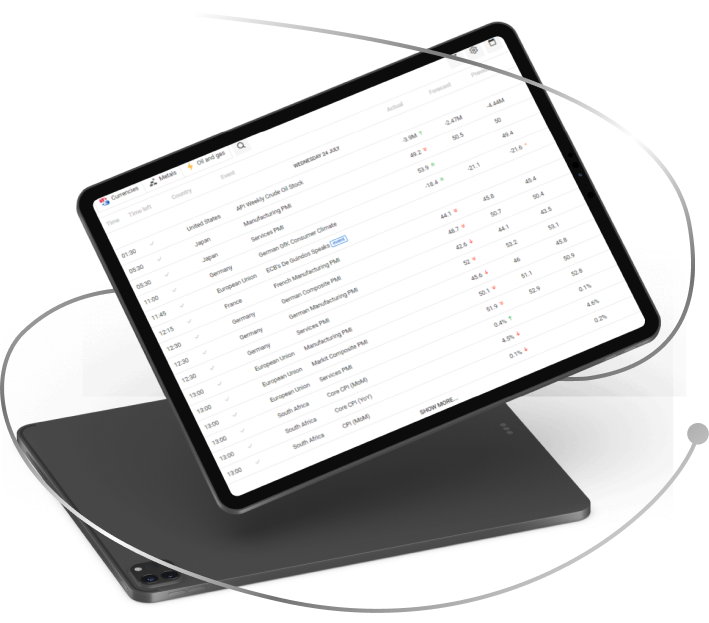 Currencies Metals Oil and gas
Time Time left Country Event Actual Forecast
WEDNESDAY 24 JULY
01:30 United States API Weekly Crude Oil Stock -3.9M -2.47M -4.44M
05:30 Japan Manufacturing PMI 49.2 50.5 50
05:30 Japan Services PMI 53.9 49.4
11:00 Germany German Gfk Consumer Climate -18.4 -21.1 -21.6
11:45 European Union ECB's De Guindos Speaks EVENT
12:15 France French Manufacturing PMI 44.1 45.8 45.4
12:30 Germany German Composite PMI 48.7 50.7 50.4
12:30 Germany German Manufacturing PMI 42.6 44.1 43.5
12:30 Germany Services PMI 52 53.2 53.1
13:00 European Union Manufacturing PMI 45.6 46 45.8
13:00 European Union Markit Composite PMI 50.1 51.1 50.9
13:00 European Union Services PMI 51.9 52.9 52.8
13:00 South Africa Core CPI (MoM) 0.4% 0.1%
13:00 South Africa Core CPI (YoY) 4.5% 4.6%
13:00 South Africa CPI (MoM) 0.1% 0.2%
SHOW MORE...